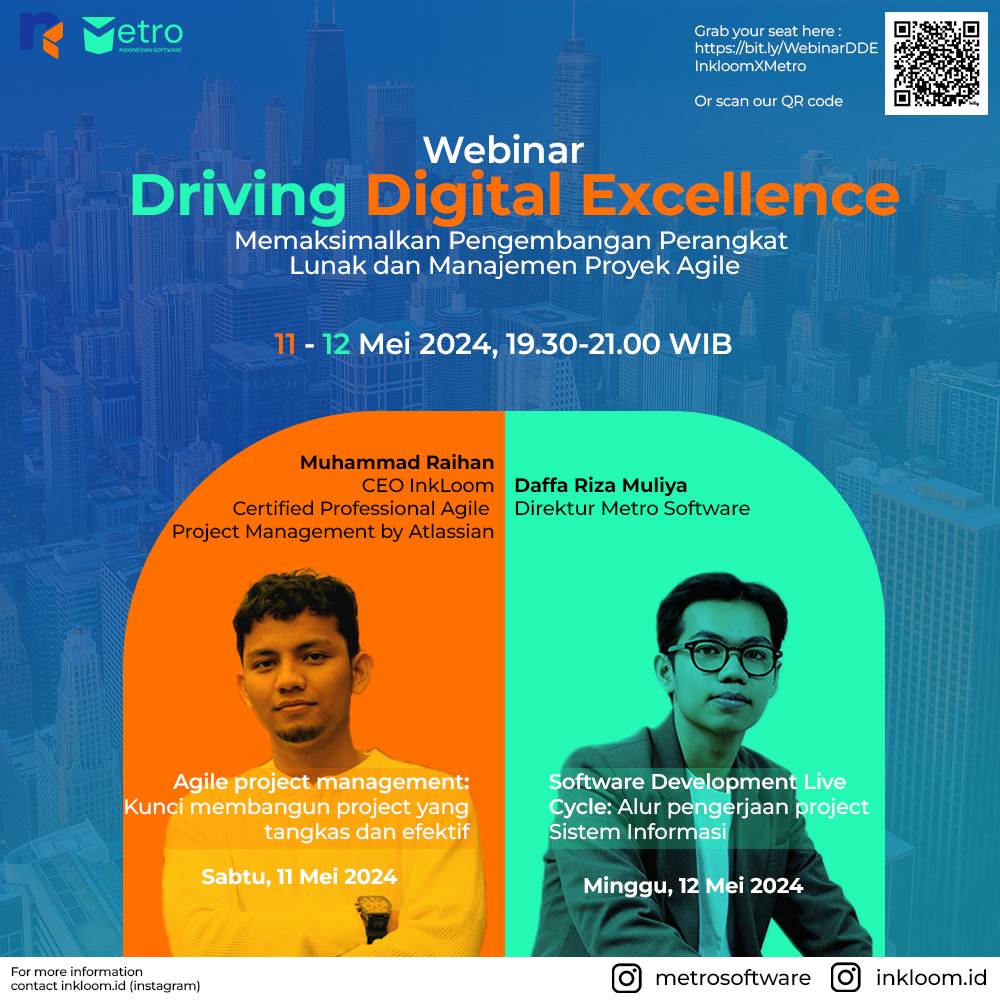 etro
INDONESIAN SOFTWARE
Grab your seat here :
https://bit.ly/WebinarDDE
InkloomXMetro
Or scan our QR code
Webinar
Driving Digital Excellence
Memaksimalkan Pengembangan Perangkat
Lunak dan Manajemen Proyek Agile
11 - 12 Mei 2024, 19.30-21.00 WIB
Muhammad Raihan
CEO InkLoom
Certified Professional Agile
Project Management by Atlassian
Daffa Riza Muliya
Direktur Metro Software
Agile project management:
Kunci membangun project yang
tangkas dan efektif
Sabtu, 11 Mei 2024
Software Development Live
Cycle: Alur pengerjaan project
Sistem Informasi
Minggu, 12 Mei 2024
For more information
contact inkloom.id (instagram)
metrosoftware
inkloom.id